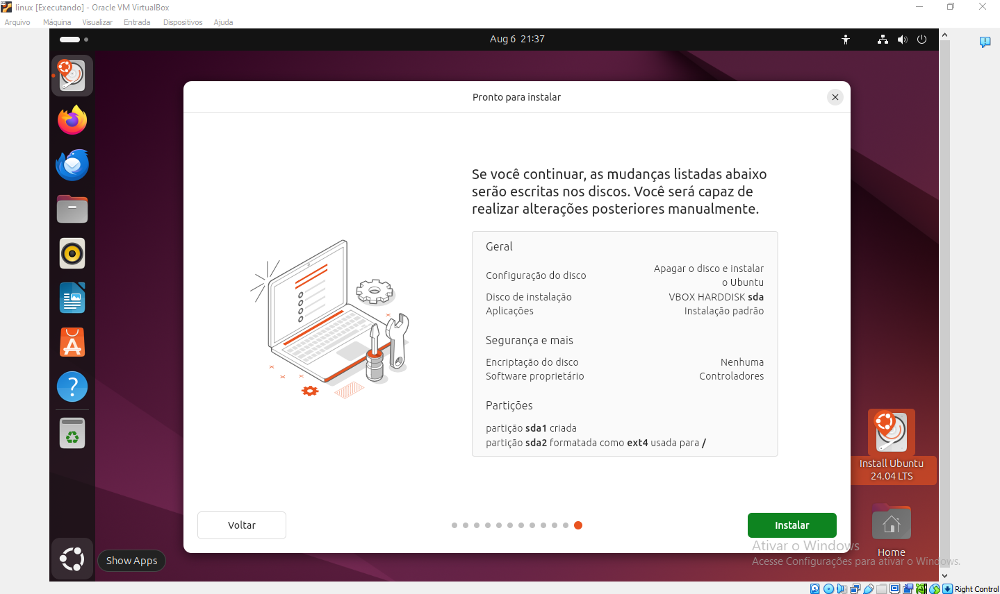 linux [Executando] - Oracle VM VirtualBox
Arquivo Máquina Visualizar Entrada Dispositivos Ajuda
Aug 6 21:37
Pronto para instalar
Se você continuar, as mudanças listadas abaixo
serão escritas nos discos. Você será capaz de
realizar alterações posteriores manualmente.
Geral
Configuração do disco Apagar o disco e instalar
o Ubuntu
Disco de instalação VBOX HARDDISK sda
Aplicações Instalação padrão
Segurança e mais
Encriptação do disco Nenhuma
Software proprietário Controladores
Partições
partição sda1 criada
partição sda2 formatada como ext4 usada para /
Install Ubuntu
24.04 LTS
Voltar
Instalar
Ativar o Windows
Acesse Configurações para ativar o Windows.
Home
Show Apps
Right Control